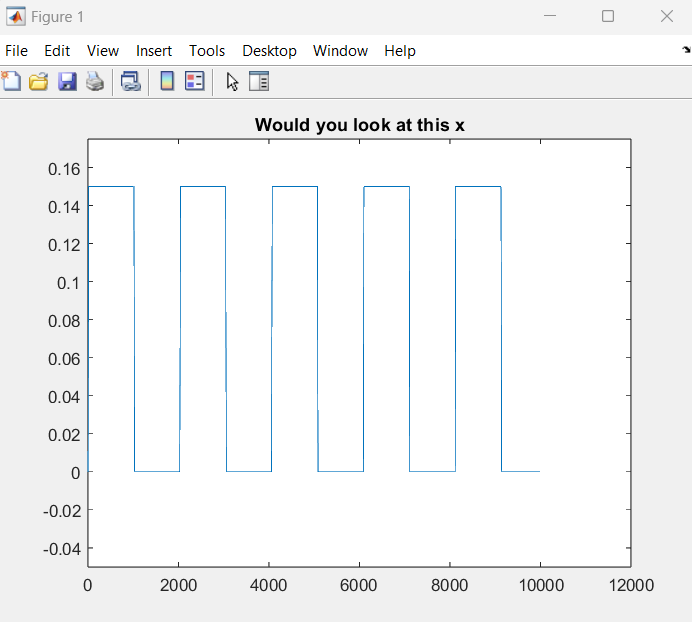 Figure 1
File Edit View Insert Tools Desktop Window Help
Would you look at this x
0.16
0.14
0.12
0.1
0.08
0.06
0.04
0.02
0
-0.02
-0.04
0 2000 4000 6000 8000 10000 12000